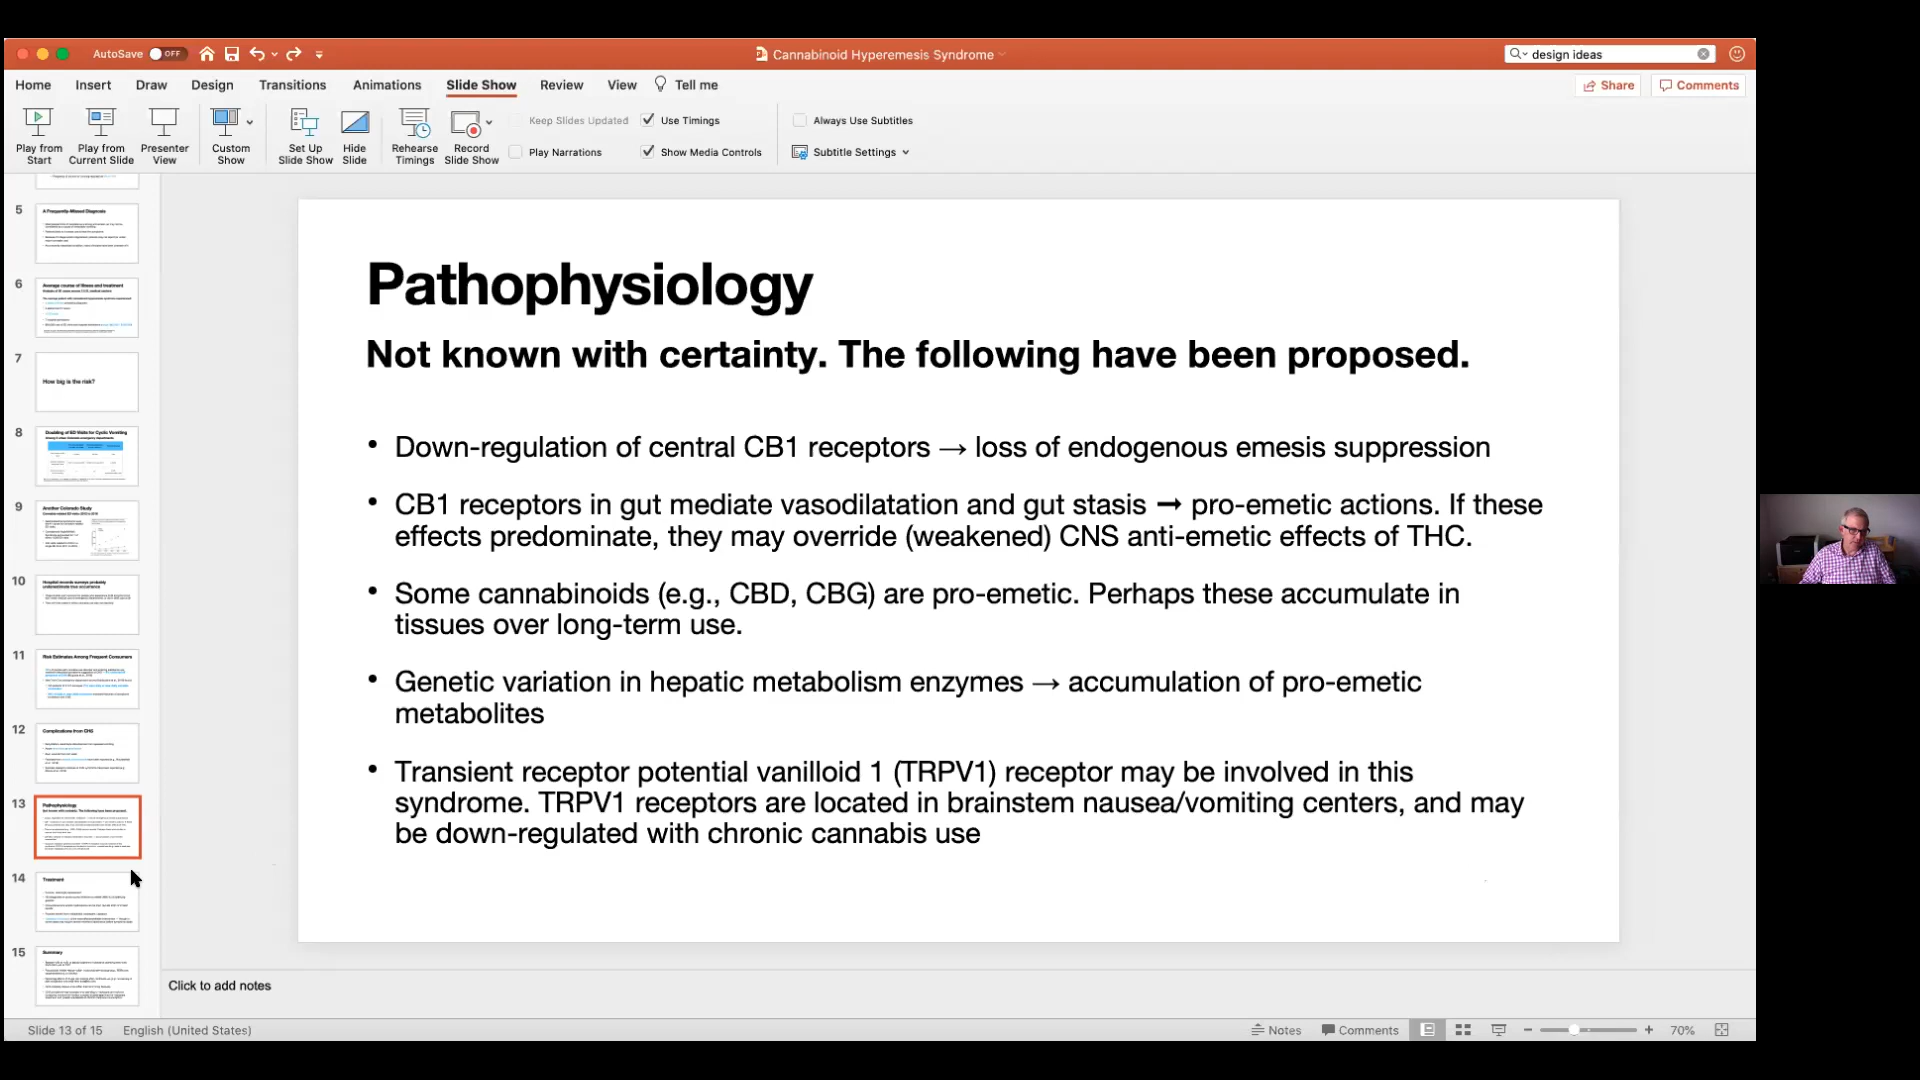 AutoSave OFF
Cannabinoid Hyperemesis Syndrome
design ideas
Home Insert Draw Design Transitions Animations Slide Show Review View Tell me
Share Comments
Play from Start
Play from Current Slide
Presenter View
Custom Show
Set Up Slide Show
Hide Slide
Rehearse Timings
Record Slide Show
Keep Slides Updated
Play Narrations
Use Timings
Show Media Controls
Always Use Subtitles
Subtitle Settings
5
A Frequently-Missed Diagnosis
6
Average course of illness and treatment
7
How big is the risk?
8
Doubling of ED Visits for Cyclic Vomiting
9
Another Colorado Study
10
Hospital records surveys probably
underestimate true occurrence
11
Risk Estimates Among Frequent Consumers
12
Complications from CHS
13
Pathophysiology
14
Treatment
15
Summary
Pathophysiology
Not known with certainty. The following have been proposed.
• Down-regulation of central CB1 receptors → loss of endogenous emesis suppression
• CB1 receptors in gut mediate vasodilatation and gut stasis → pro-emetic actions. If these
effects predominate, they may override (weakened) CNS anti-emetic effects of THC.
• Some cannabinoids (e.g., CBD, CBG) are pro-emetic. Perhaps these accumulate in
tissues over long-term use.
• Genetic variation in hepatic metabolism enzymes → accumulation of pro-emetic
metabolites
• Transient receptor potential vanilloid 1 (TRPV1) receptor may be involved in this
syndrome. TRPV1 receptors are located in brainstem nausea/vomiting centers, and may
be down-regulated with chronic cannabis use
Click to add notes
Slide 13 of 15 English (United States)
Notes Comments 70%